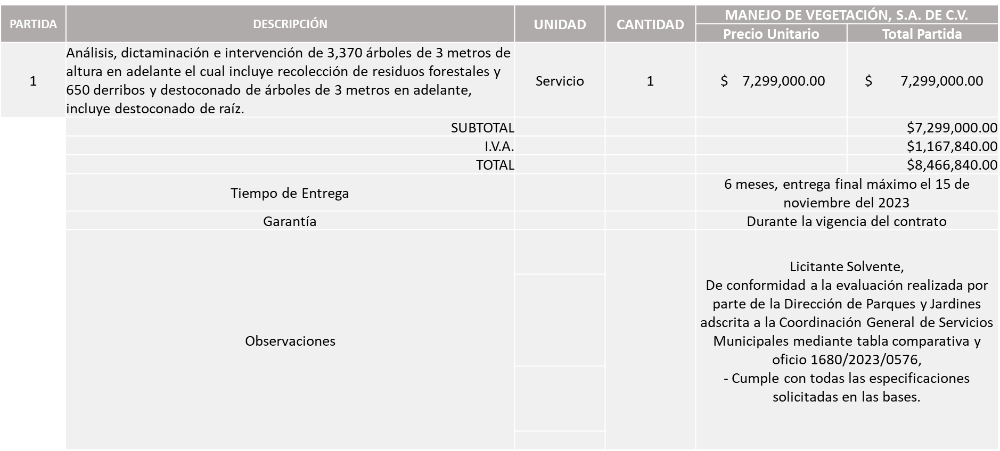 PARTIDA DESCRIPCIÓN UNIDAD CANTIDAD MANEJO DE VEGETACIÓN, S.A. DE C.V.
Precio Unitario Total Partida
1 Análisis, dictaminación e intervención de 3,370 árboles de 3 metros de
altura en adelante el cual incluye recolección de residuos forestales y
650 derribos y destoconado de árboles de 3 metros en adelante,
incluye destoconado de raíz.
Servicio 1 $ 7,299,000.00 $ 7,299,000.00
SUBTOTAL $7,299,000.00
I.V.A. $1,167,840.00
TOTAL $8,466,840.00
Tiempo de Entrega 6 meses, entrega final máximo el 15 de
noviembre del 2023
Garantía Durante la vigencia del contrato
Observaciones
Licitante Solvente,
De conformidad a la evaluación realizada por
parte de la Dirección de Parques y Jardines
adscrita a la Coordinación General de Servicios
Municipales mediante tabla comparativa y
oficio 1680/2023/0576,
- Cumple con todas las especificaciones
solicitadas en las bases.